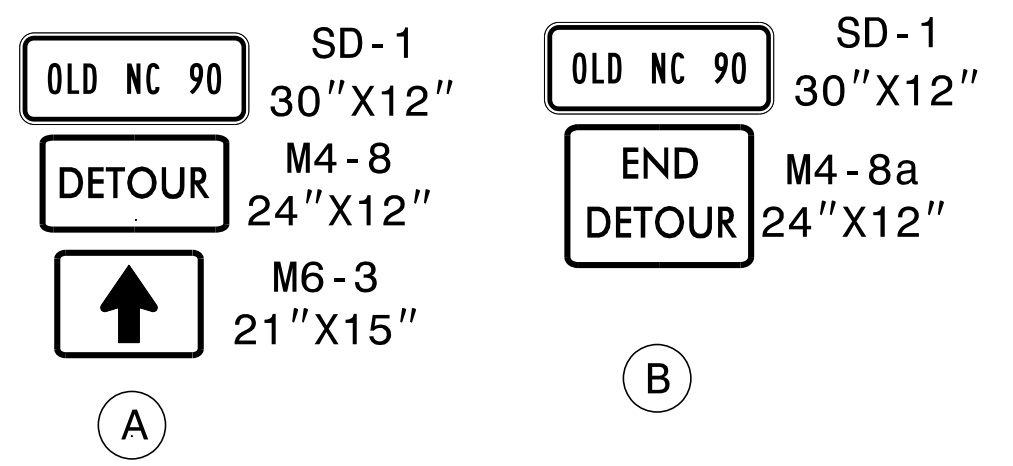 OLD NC 90
SD-1
30"X12"
DETOUR
M4-8
24"X12"
M6-3
21"X15"
A
OLD NC 90
SD-1
30"X12"
END
DETOUR
M4-8a
24"X12"
B